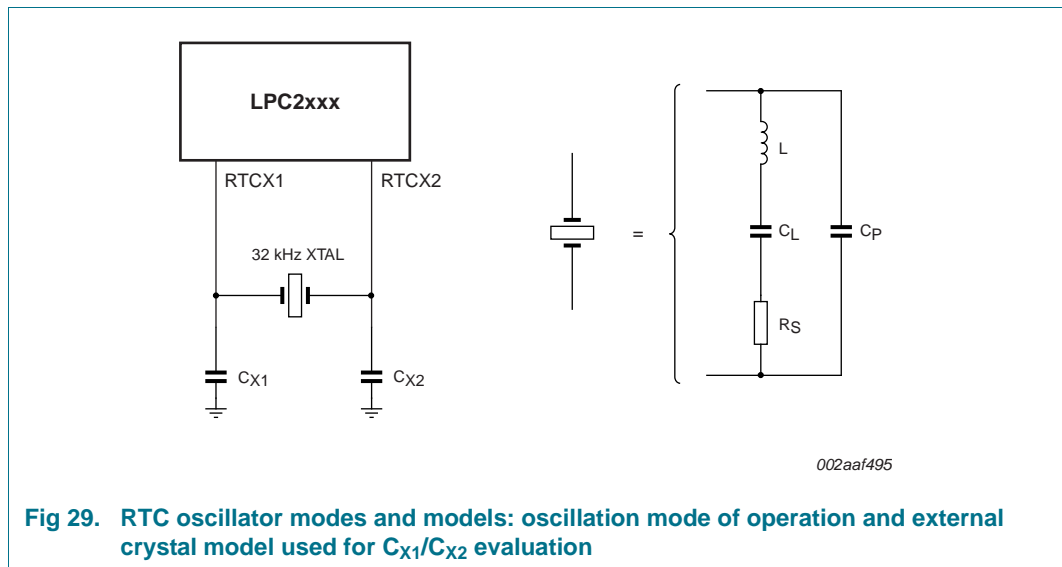 LPC2xxx
RTCX1
RTCX2
32 kHz XTAL
CX1
CX2
=
L
CL
CP
RS
002aaf495
Fig 29. RTC oscillator modes and models: oscillation mode of operation and external
crystal model used for CX1/CX2 evaluation